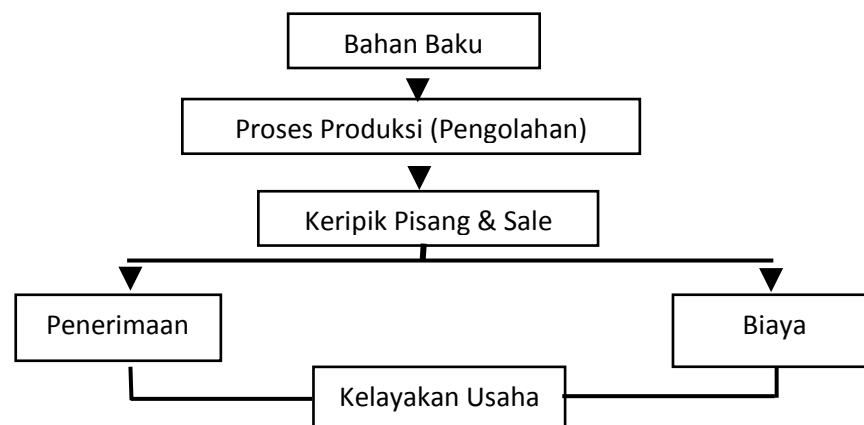 Bahan Baku
Proses Produksi (Pengolahan)
Keripik Pisang & Sale
Penerimaan
Biaya
Kelayakan Usaha